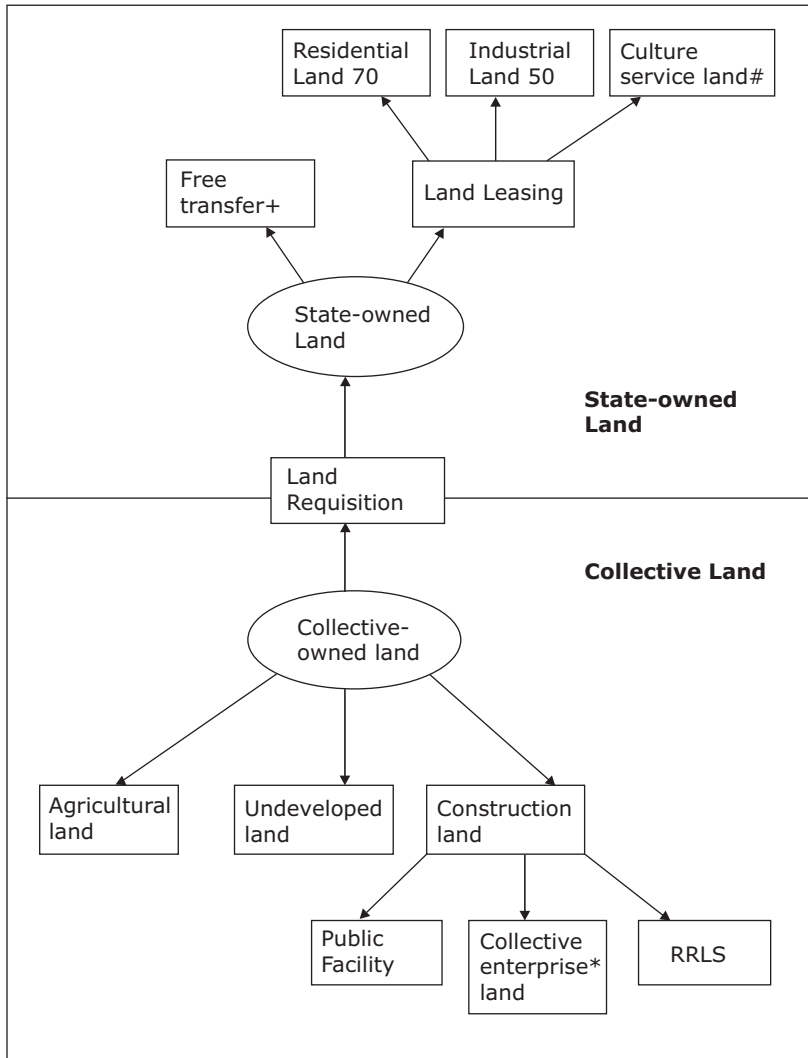 Residential
Land 70
Industrial
Land 50
Culture
service land#
Free
transfer+
Land Leasing
State-owned
Land
State-owned
Land
Land
Requisition
Collective Land
Collective-
owned land
Agricultural
land
Undeveloped
land
Construction
land
Public
Facility
Collective
enterprise*
land
RRLS